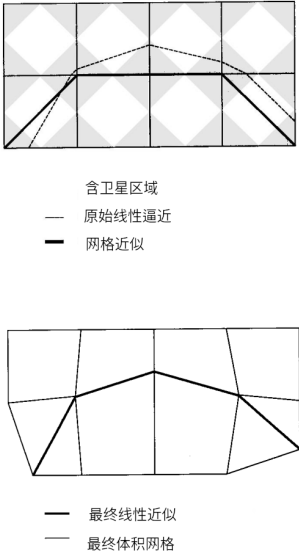 含卫星区域
原始线性逼近
网格近似
最终线性近似
最终体积网格